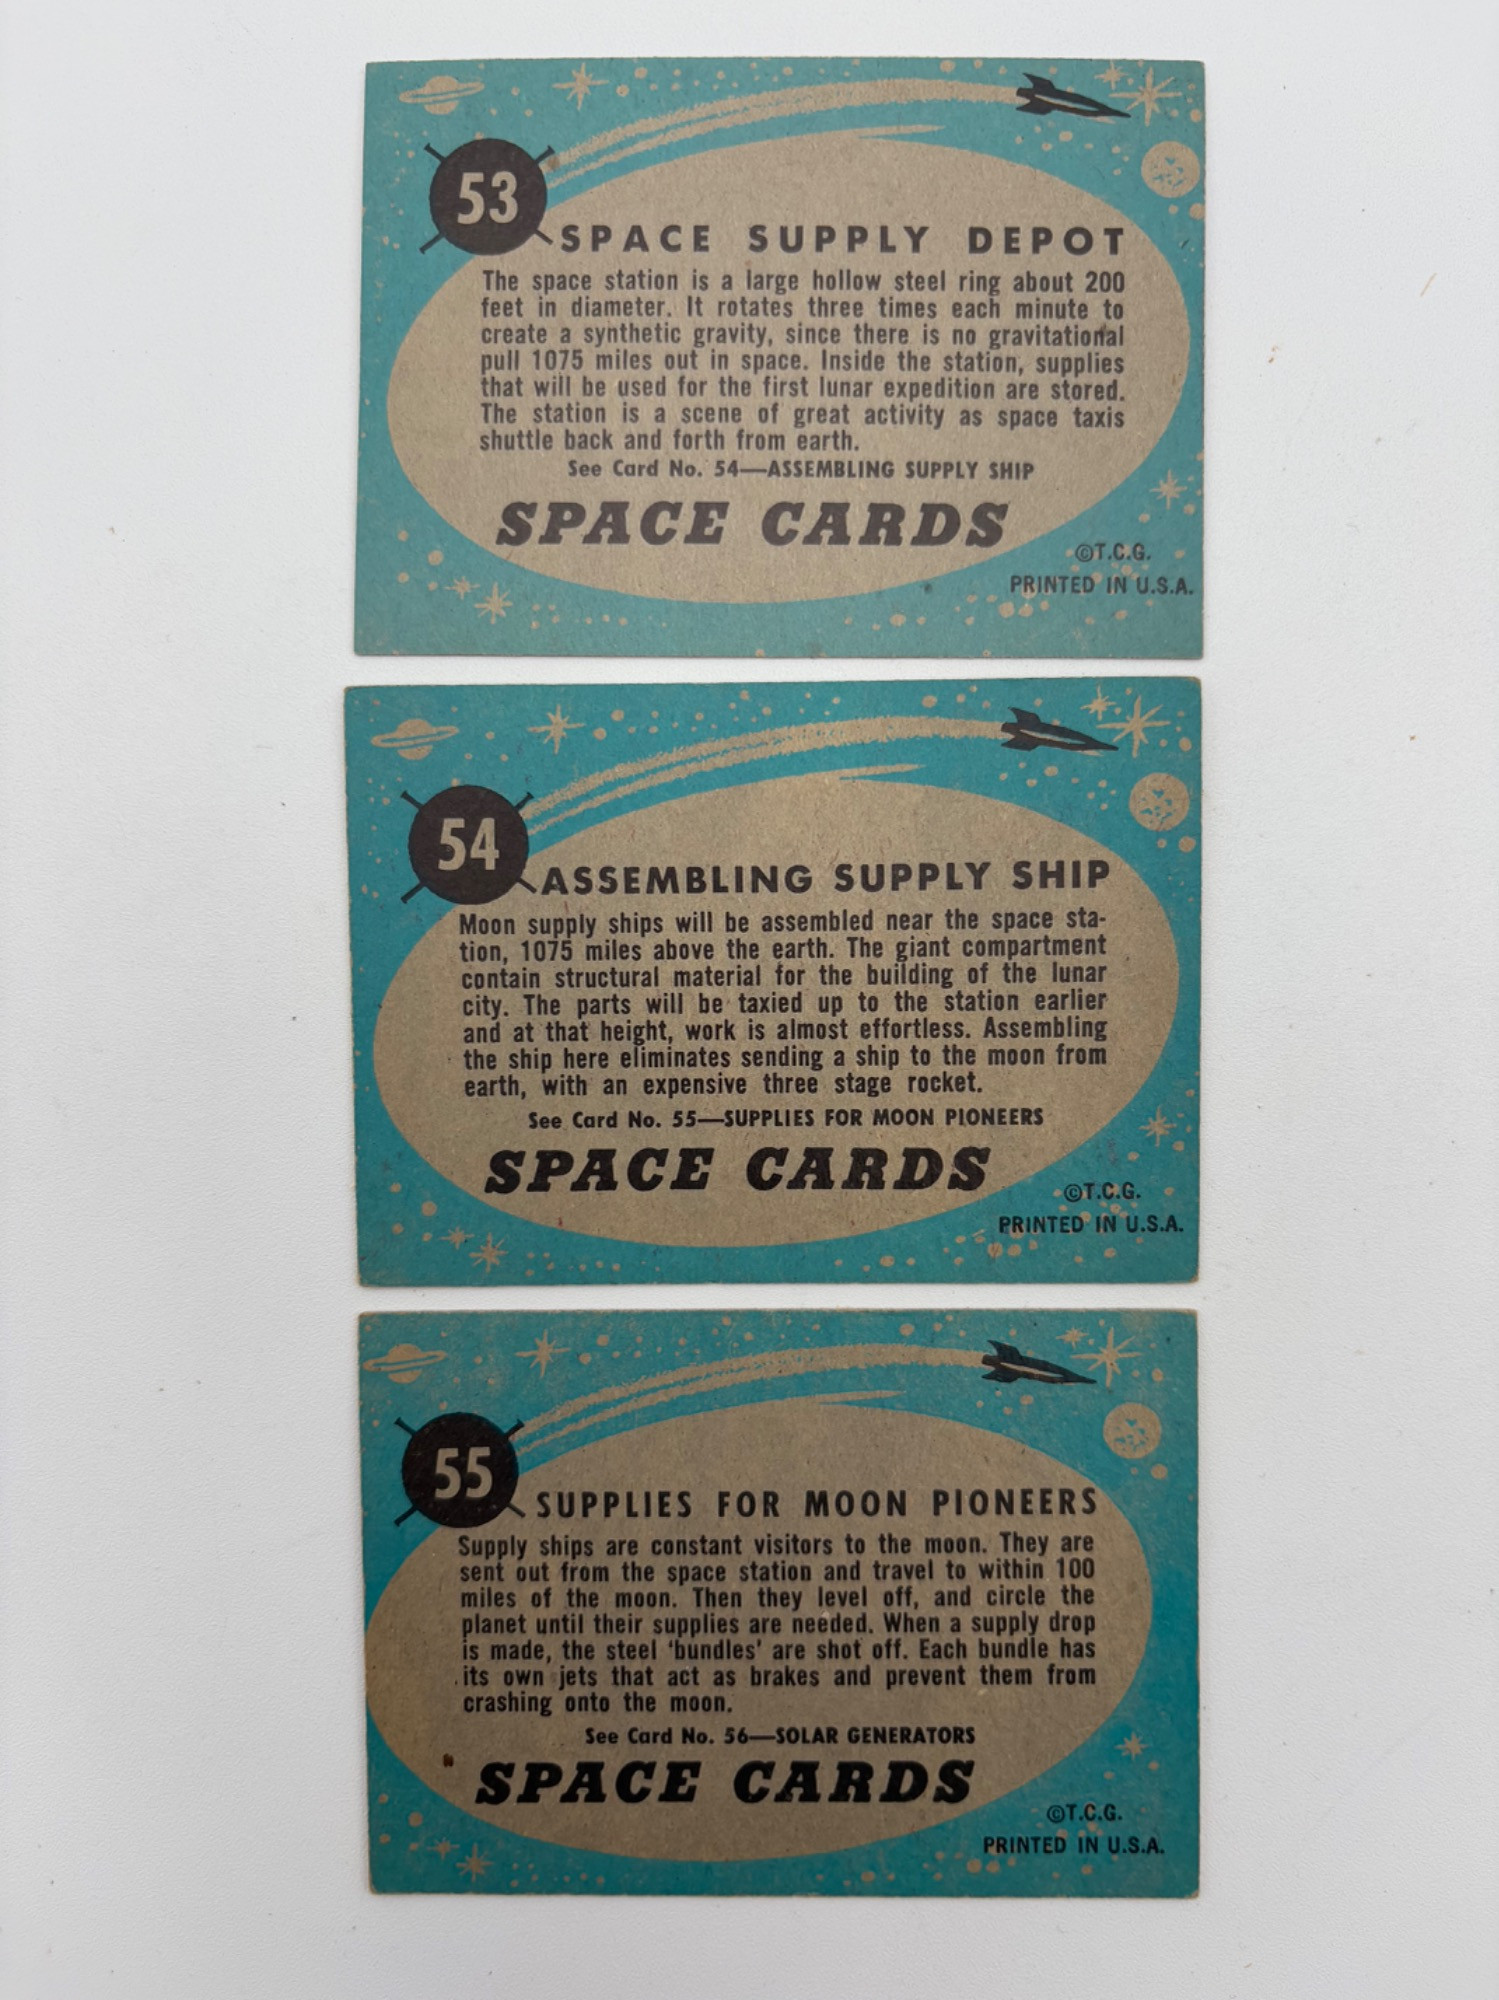 53
SPACE SUPPLY DEPOT
The space station is a large hollow steel ring about 200
feet in diameter. It rotates three times each minute to
create a synthetic gravity, since there is no gravitational
pull 1075 miles out in space. Inside the station, supplies
that will be used for the first lunar expedition are stored.
The station is a scene of great activity as space taxis
shuttle back and forth from earth.
See Card No. 54—ASSEMBLING SUPPLY SHIP
SPACE CARDS
©T.C.G.
PRINTED IN U.S.A.
54
ASSEMBLING SUPPLY SHIP
Moon supply ships will be assembled near the space sta-
tion, 1075 miles above the earth. The giant compartment
contain structural material for the building of the lunar
city. The parts will be taxied up to the station earlier
and at that height, work is almost effortless. Assembling
the ship here eliminates sending a ship to the moon from
earth, with an expensive three stage rocket.
See Card No. 55—SUPPLIES FOR MOON PIONEERS
SPACE CARDS
©T.C.G.
PRINTED IN U.S.A.
55
SUPPLIES FOR MOON PIONEERS
Supply ships are constant visitors to the moon. They are
sent out from the space station and travel to within 100
miles of the moon. Then they level off, and circle the
planet until their supplies are needed. When a supply drop
is made, the steel 'bundles' are shot off. Each bundle has
its own jets that act as brakes and prevent them from
crashing onto the moon.
See Card No. 56—SOLAR GENERATORS
SPACE CARDS
©T.C.G.
PRINTED IN U.S.A.